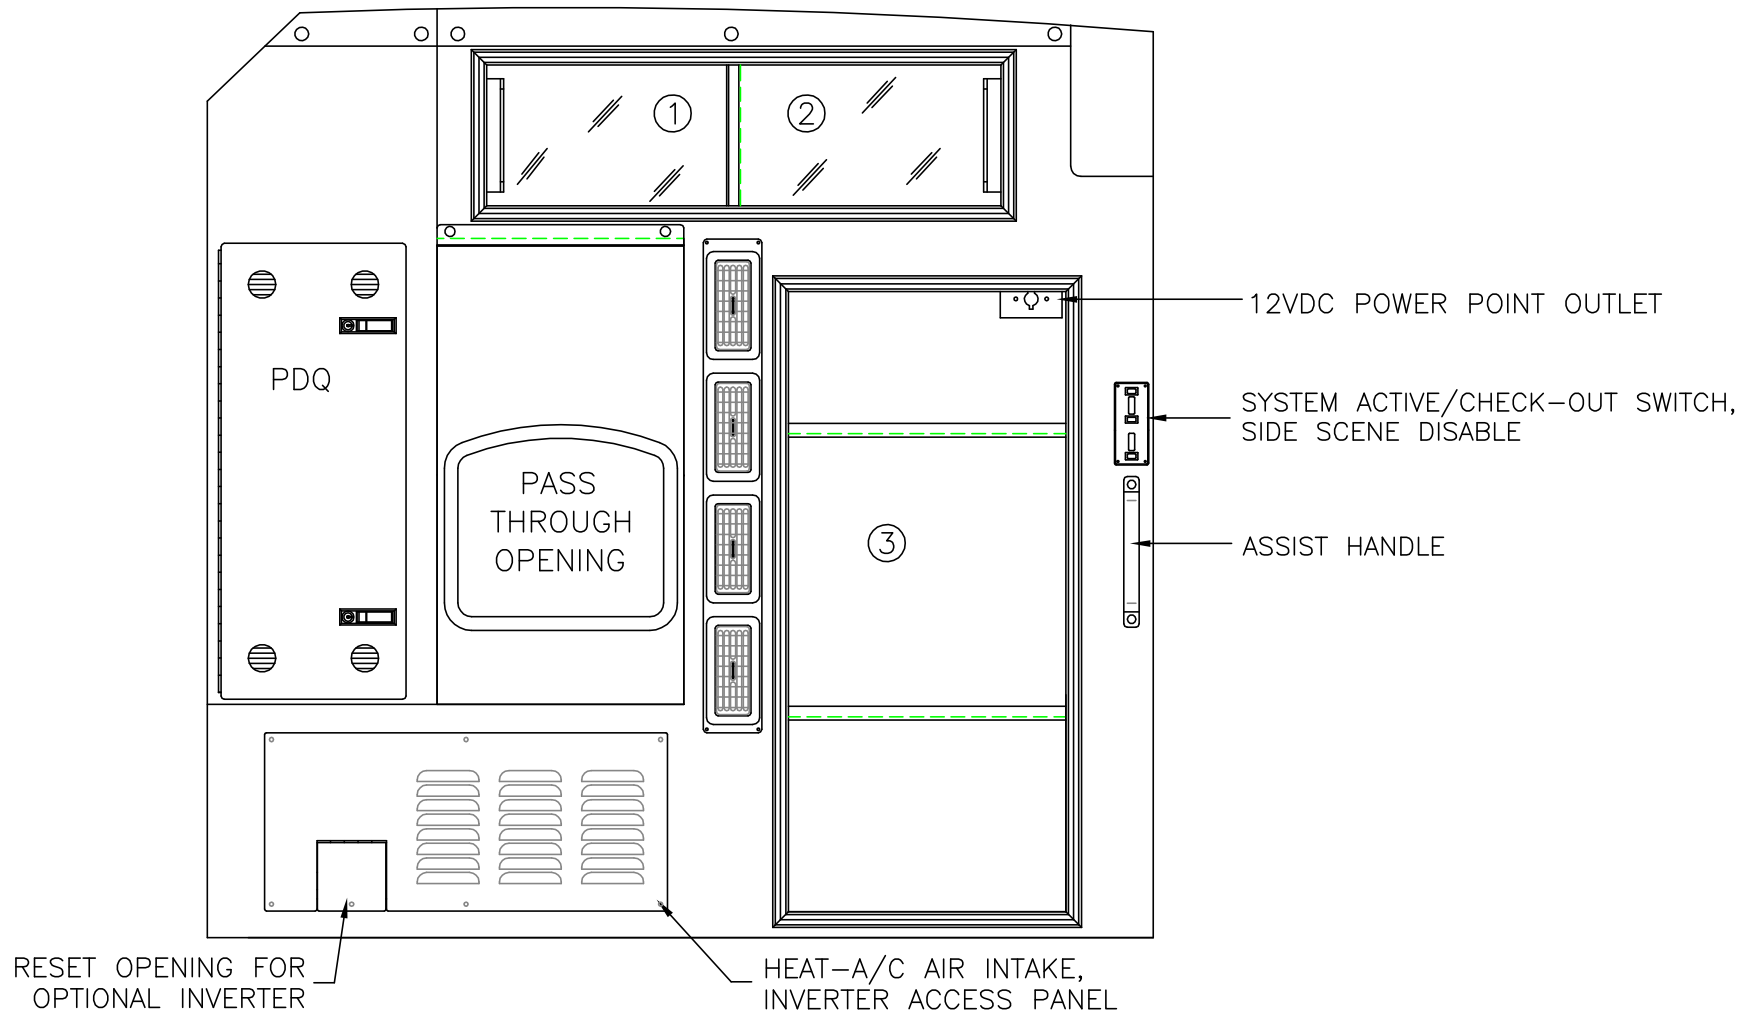 1
2
12VDC POWER POINT OUTLET
PDQ
SYSTEM ACTIVE/CHECK-OUT SWITCH,
SIDE SCENE DISABLE
PASS
THROUGH
OPENING
3
ASSIST HANDLE
RESET OPENING FOR
OPTIONAL INVERTER
HEAT-A/C AIR INTAKE,
INVERTER ACCESS PANEL